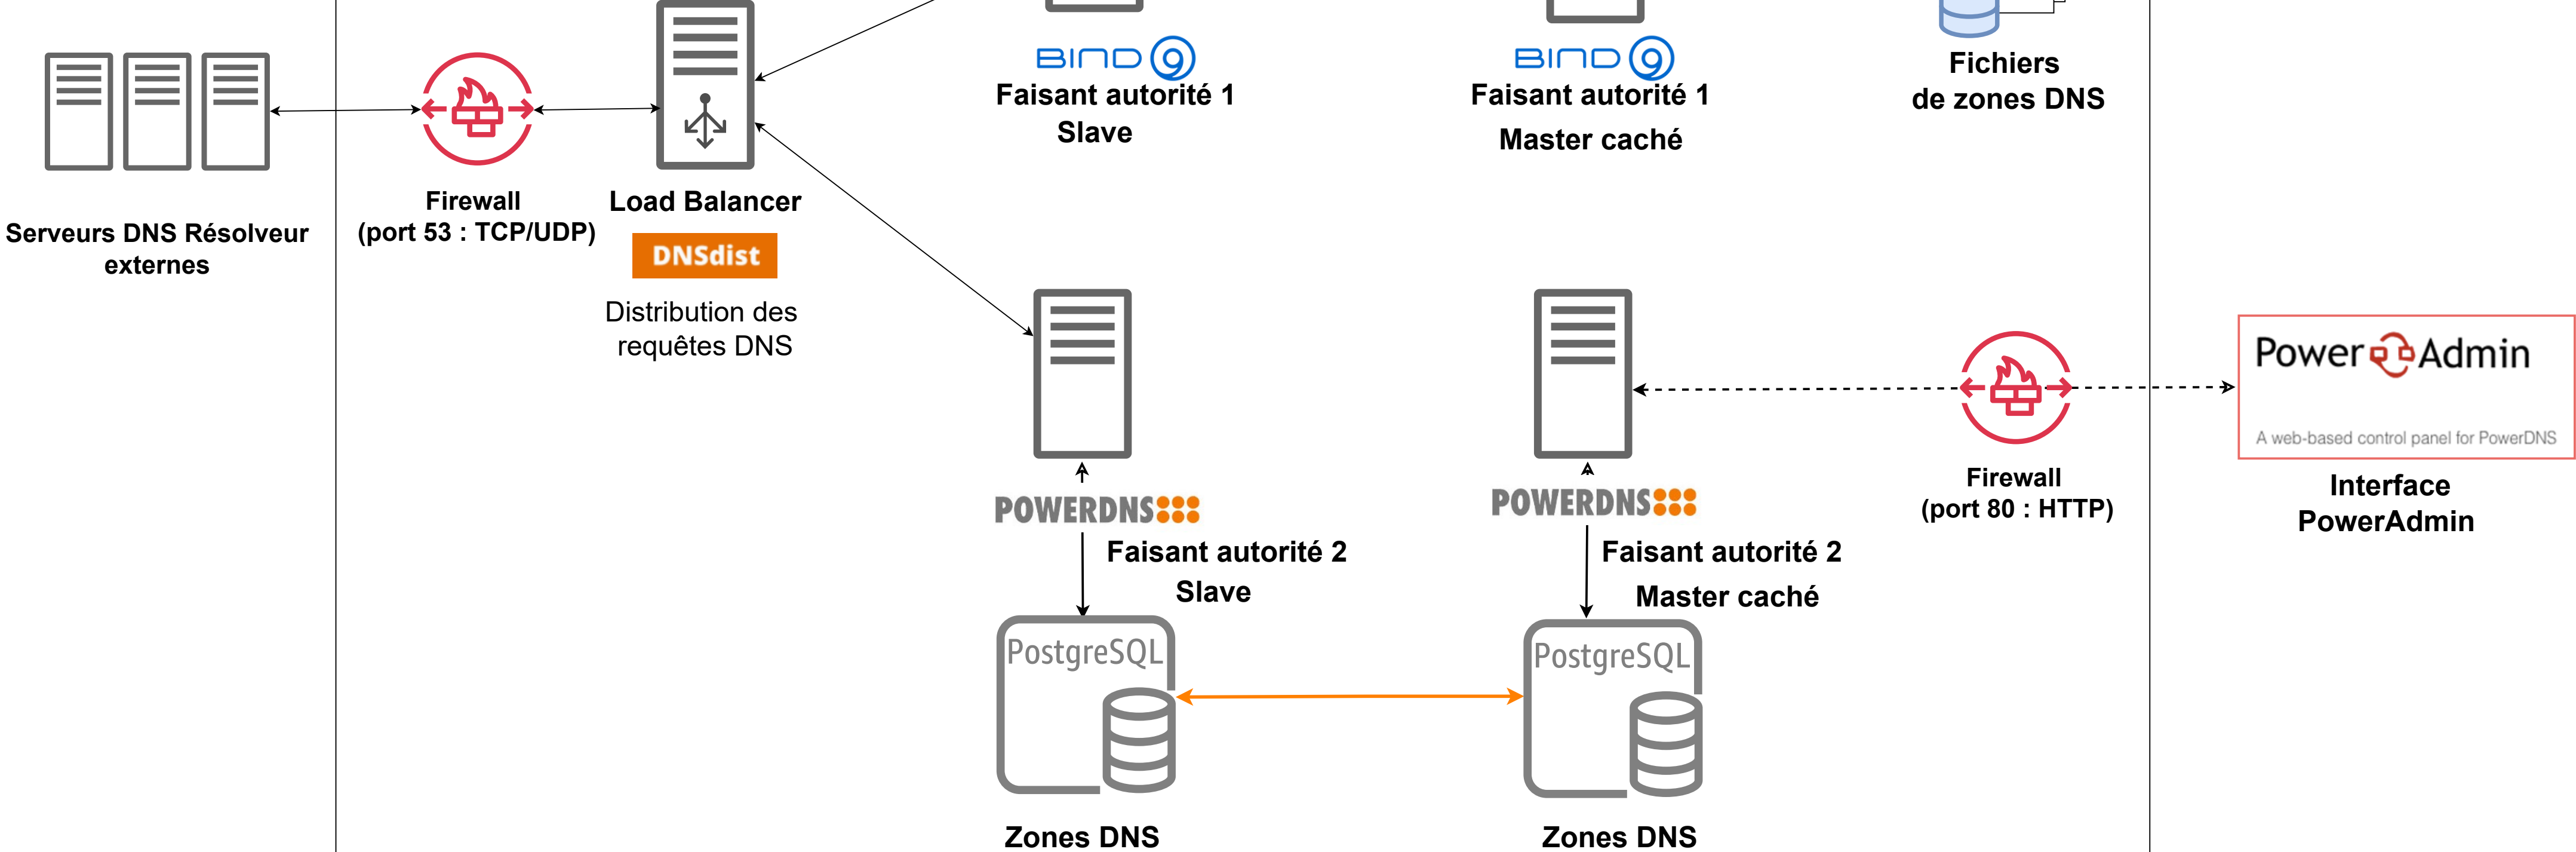 BIND 9
Faisant autorité 1
Slave
BIND 9
Faisant autorité 1
Master caché
Fichiers
de zones DNS
Serveurs DNS Résolveur
externes
Firewall
(port 53 : TCP/UDP)
Load Balancer
DNSdist
Distribution des
requêtes DNS
POWERDNS
Faisant autorité 2
Slave
POWERDNS
Faisant autorité 2
Master caché
Firewall
(port 80 : HTTP)
Power Admin
A web-based control panel for PowerDNS
Interface
PowerAdmin
PostgreSQL
Zones DNS
PostgreSQL
Zones DNS